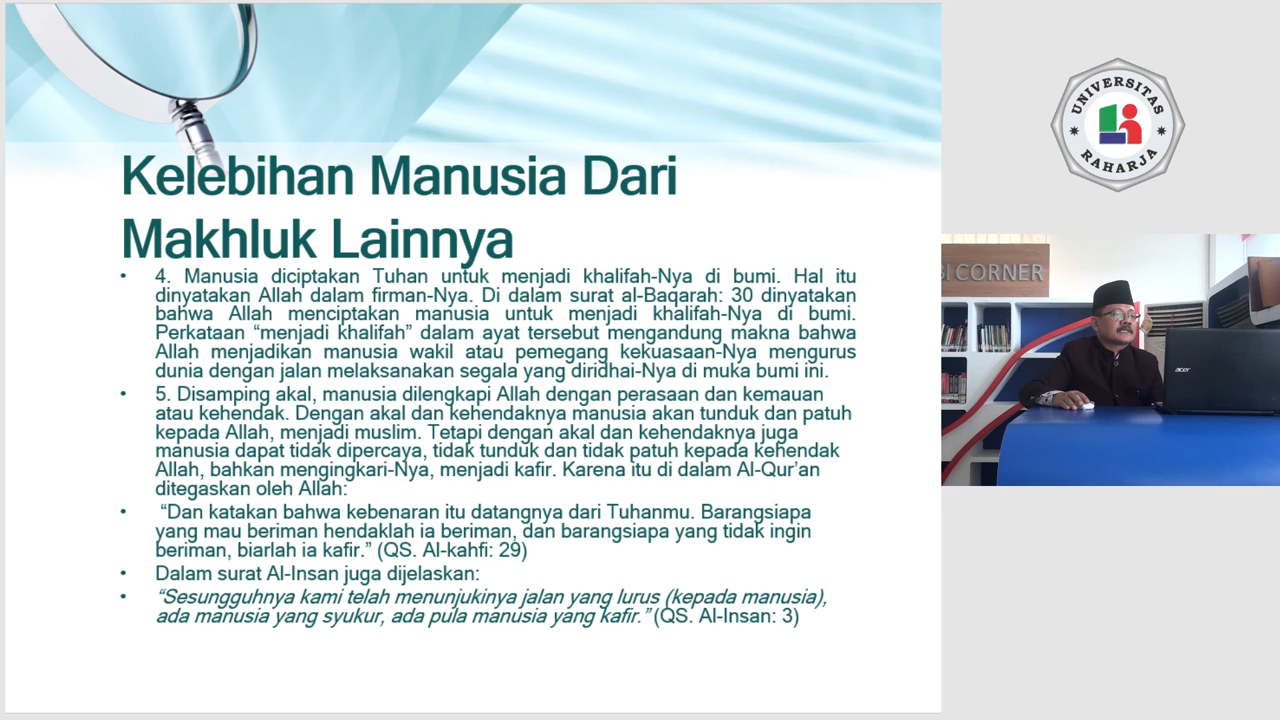 Kelebihan Manusia Dari
Makhluk Lainnya
• 4. Manusia diciptakan Tuhan untuk menjadi khalifah-Nya di bumi. Hal itu
dinyatakan Allah dalam firman-Nya. Di dalam surat al-Baqarah: 30 dinyatakan
bahwa Allah menciptakan manusia untuk menjadi khalifah-Nya di bumi.
Perkataan “menjadi khalifah” dalam ayat tersebut mengandung makna bahwa
Allah menjadikan manusia wakil atau pemegang kekuasaan-Nya mengurus
dunia dengan jalan melaksanakan segala yang diridhai-Nya di muka bumi ini.
• 5. Disamping akal, manusia dilengkapi Allah dengan perasaan dan kemauan
atau kehendak. Dengan akal dan kehendaknya manusia akan tunduk dan patuh
kepada Allah, menjadi muslim. Tetapi dengan akal dan kehendaknya juga
manusia dapat tidak dipercaya, tidak tunduk dan tidak patuh kepada kehendak
Allah, bahkan mengingkari-Nya, menjadi kafir. Karena itu di dalam Al-Qur’an
ditegaskan oleh Allah:
• “Dan katakan bahwa kebenaran itu datangnya dari Tuhanmu. Barangsiapa
yang mau beriman hendaklah ia beriman, dan barangsiapa yang tidak ingin
beriman, biarlah ia kafir.” (QS. Al-kahfi: 29)
• Dalam surat Al-Insan juga dijelaskan:
• “Sesungguhnya kami telah menunjukinya jalan yang lurus (kepada manusia),
ada manusia yang syukur, ada pula manusia yang kafir.” (QS. Al-Insan: 3)
UNIVERSITAS
RAHARJA
CORNER
acer